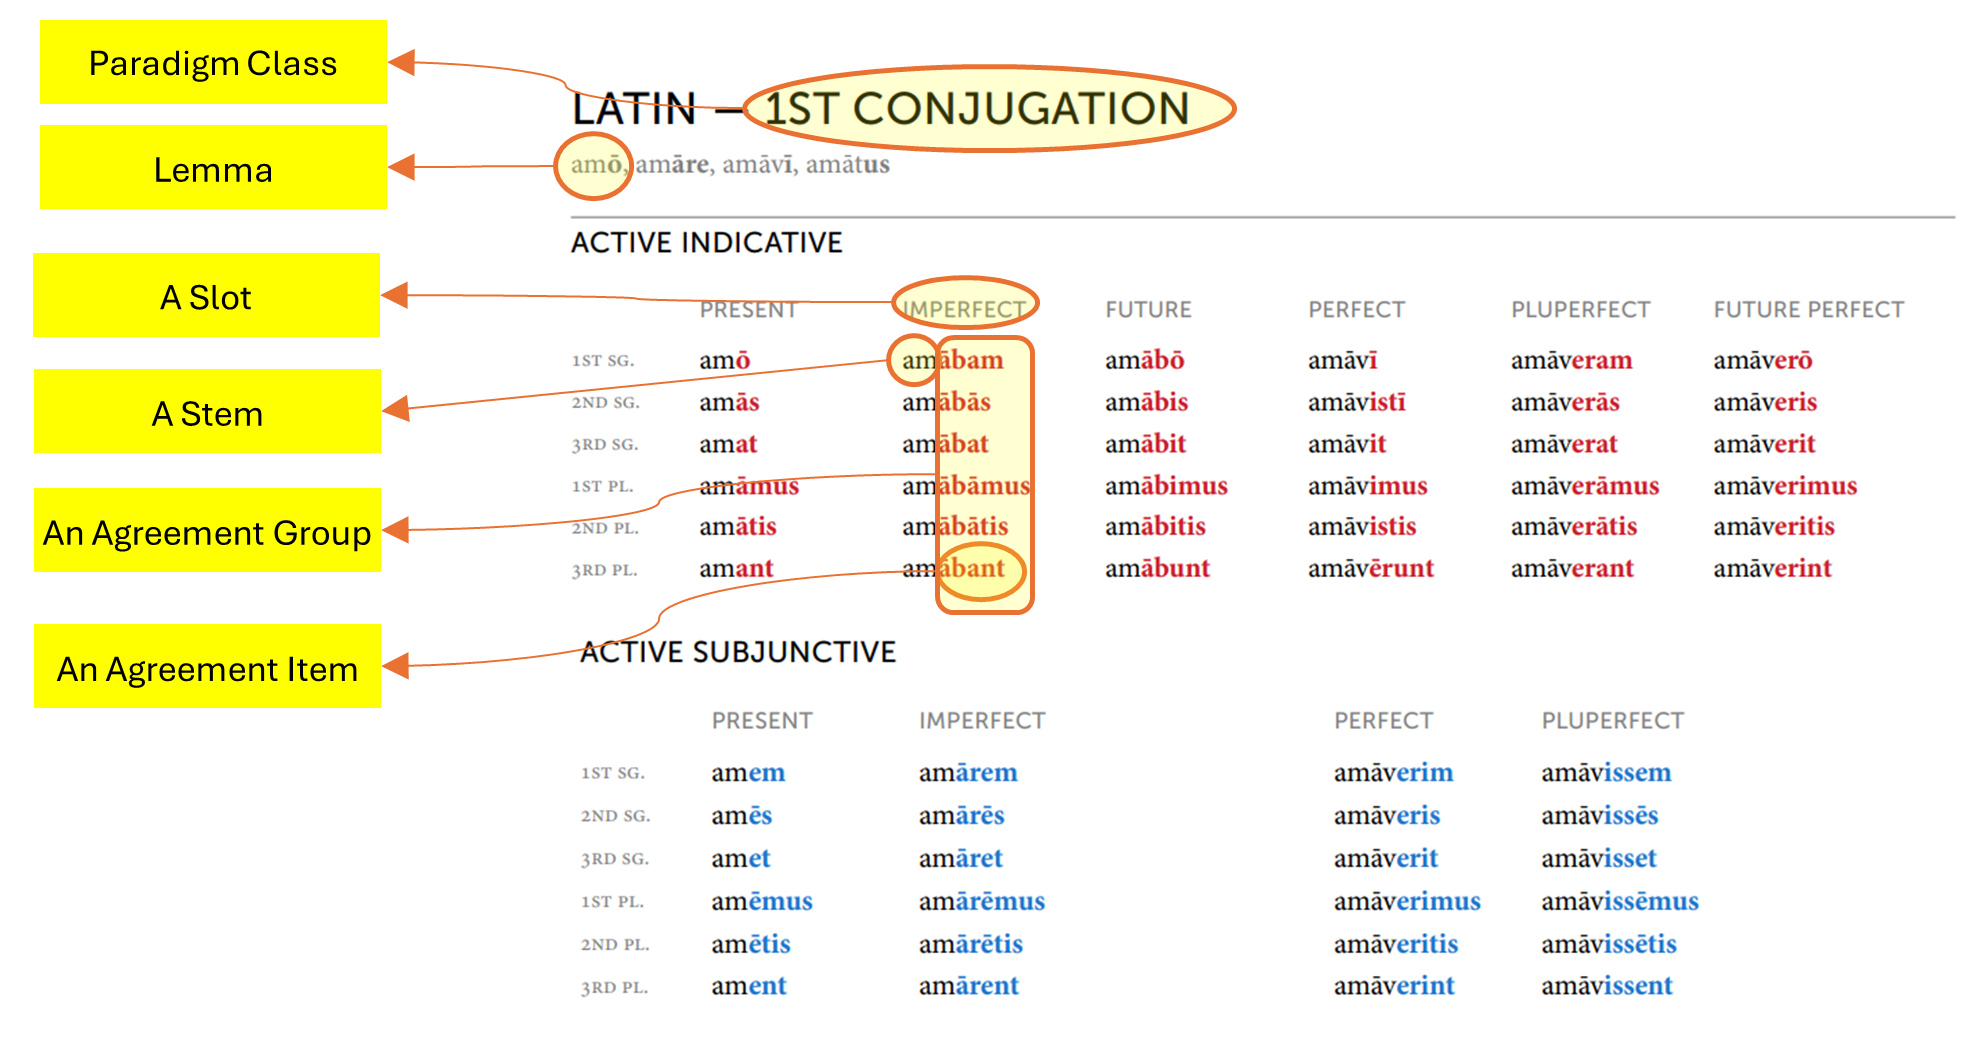 Paradigm Class
LATIN — 1ST CONJUGATION
Lemma
amō, amāre, amāvī, amātus
ACTIVE INDICATIVE
A Slot
PRESENT IMPERFECT FUTURE PERFECT PLUPERFECT FUTURE PERFECT
1ST SG. amō amābam amābō amāvī amāveram amāverō
A Stem
2ND SG. amās amābās amābis amāvistī amāverās amāveris
3RD SG. amat amābat amābit amāvit amāverat amāverit
1ST PL. amāmus amābāmus amābimus amāvimus amāverāmus amāverimus
An Agreement Group
2ND PL. amātis amābātis amābitis amāvistis amāverātis amāveritis
3RD PL. amant amābant amābunt amāvērunt amāverant amāverint
An Agreement Item
ACTIVE SUBJUNCTIVE
PRESENT IMPERFECT PERFECT PLUPERFECT
1ST SG. amem amārem amāverim amāvissem
2ND SG. amēs amārēs amāveris amāvissēs
3RD SG. amet amāret amāverit amāvisset
1ST PL. amēmus amārēmus amāverimus amāvissēmus
2ND PL. amētis amārētis amāveritis amāvissētis
3RD PL. ament amārent amāverint amāvissent